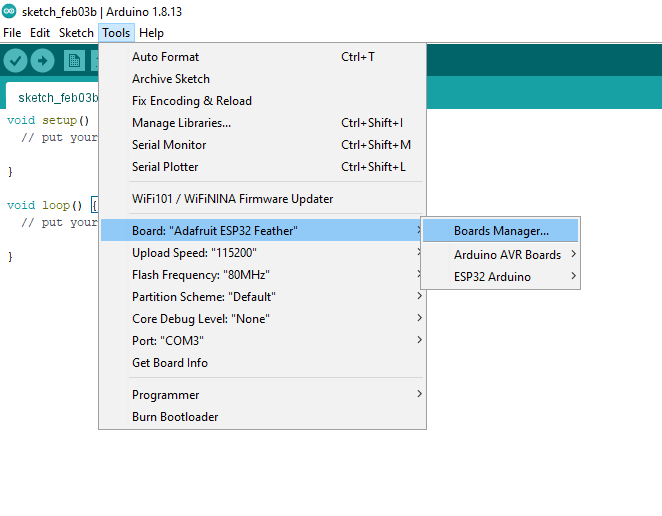 sketch_feb03b | Arduino 1.8.13
File Edit Sketch Tools Help
sketch_feb03b
void setup()
// put your
}
void loop() {
// put your
}
Auto Format Ctrl+T
Archive Sketch
Fix Encoding & Reload
Manage Libraries... Ctrl+Shift+I
Serial Monitor Ctrl+Shift+M
Serial Plotter Ctrl+Shift+L
WiFi101 / WiFiNINA Firmware Updater
Board: "Adafruit ESP32 Feather"
Upload Speed: "115200"
Flash Frequency: "80MHz"
Partition Scheme: "Default"
Core Debug Level: "None"
Port: "COM3"
Get Board Info
Programmer
Burn Bootloader
Boards Manager...
Arduino AVR Boards
ESP32 Arduino